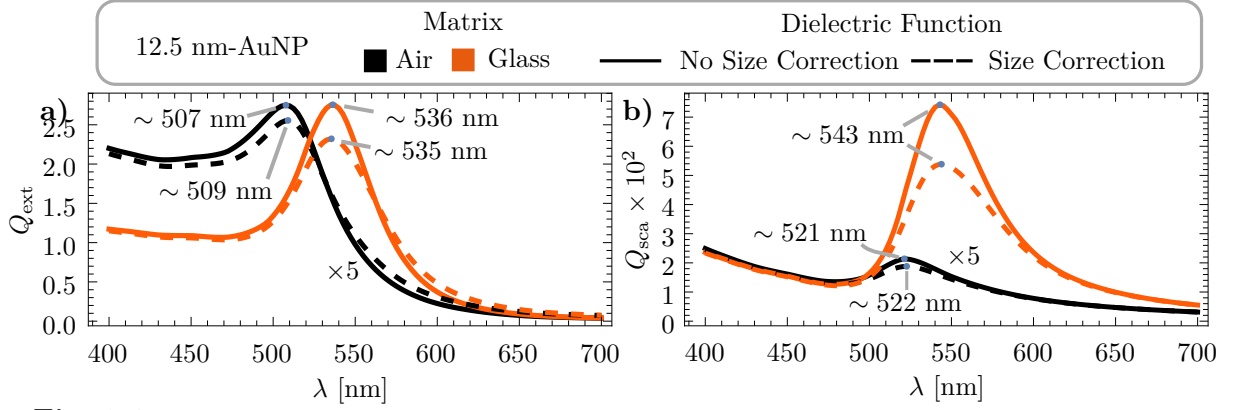 Matrix Dielectric Function
12.5 nm-AuNP Air Glass No Size Correction Size Correction
a)
2.5
2.0
1.5
1.0
0.5
0.0
Q_ext
∼ 507 nm
∼ 536 nm
∼ 535 nm
∼ 509 nm
×5
400 450 500 550 600 650 700
λ [nm]
b)
7
6
5
4
3
2
1
0
Q_sca × 10²
∼ 543 nm
∼ 521 nm
×5
∼ 522 nm
400 450 500 550 600 650 700
λ [nm]